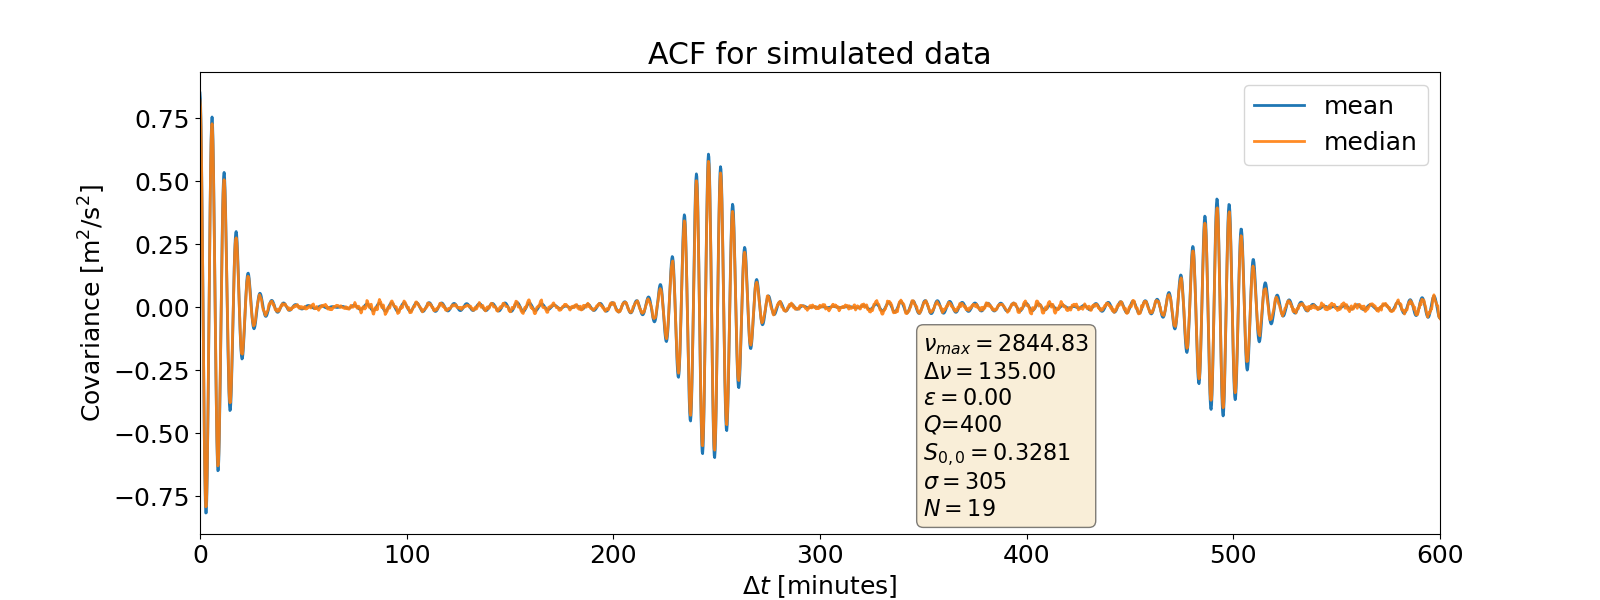 ACF for simulated data
mean
median
Covariance [m²/s²]
0.75
0.50
0.25
0.00
−0.25
−0.50
−0.75
ν_max = 2844.83
Δν = 135.00
ε = 0.00
Q=400
S_0,0 = 0.3281
σ = 305
N = 19
0 100 200 300 400 500 600
Δt [minutes]